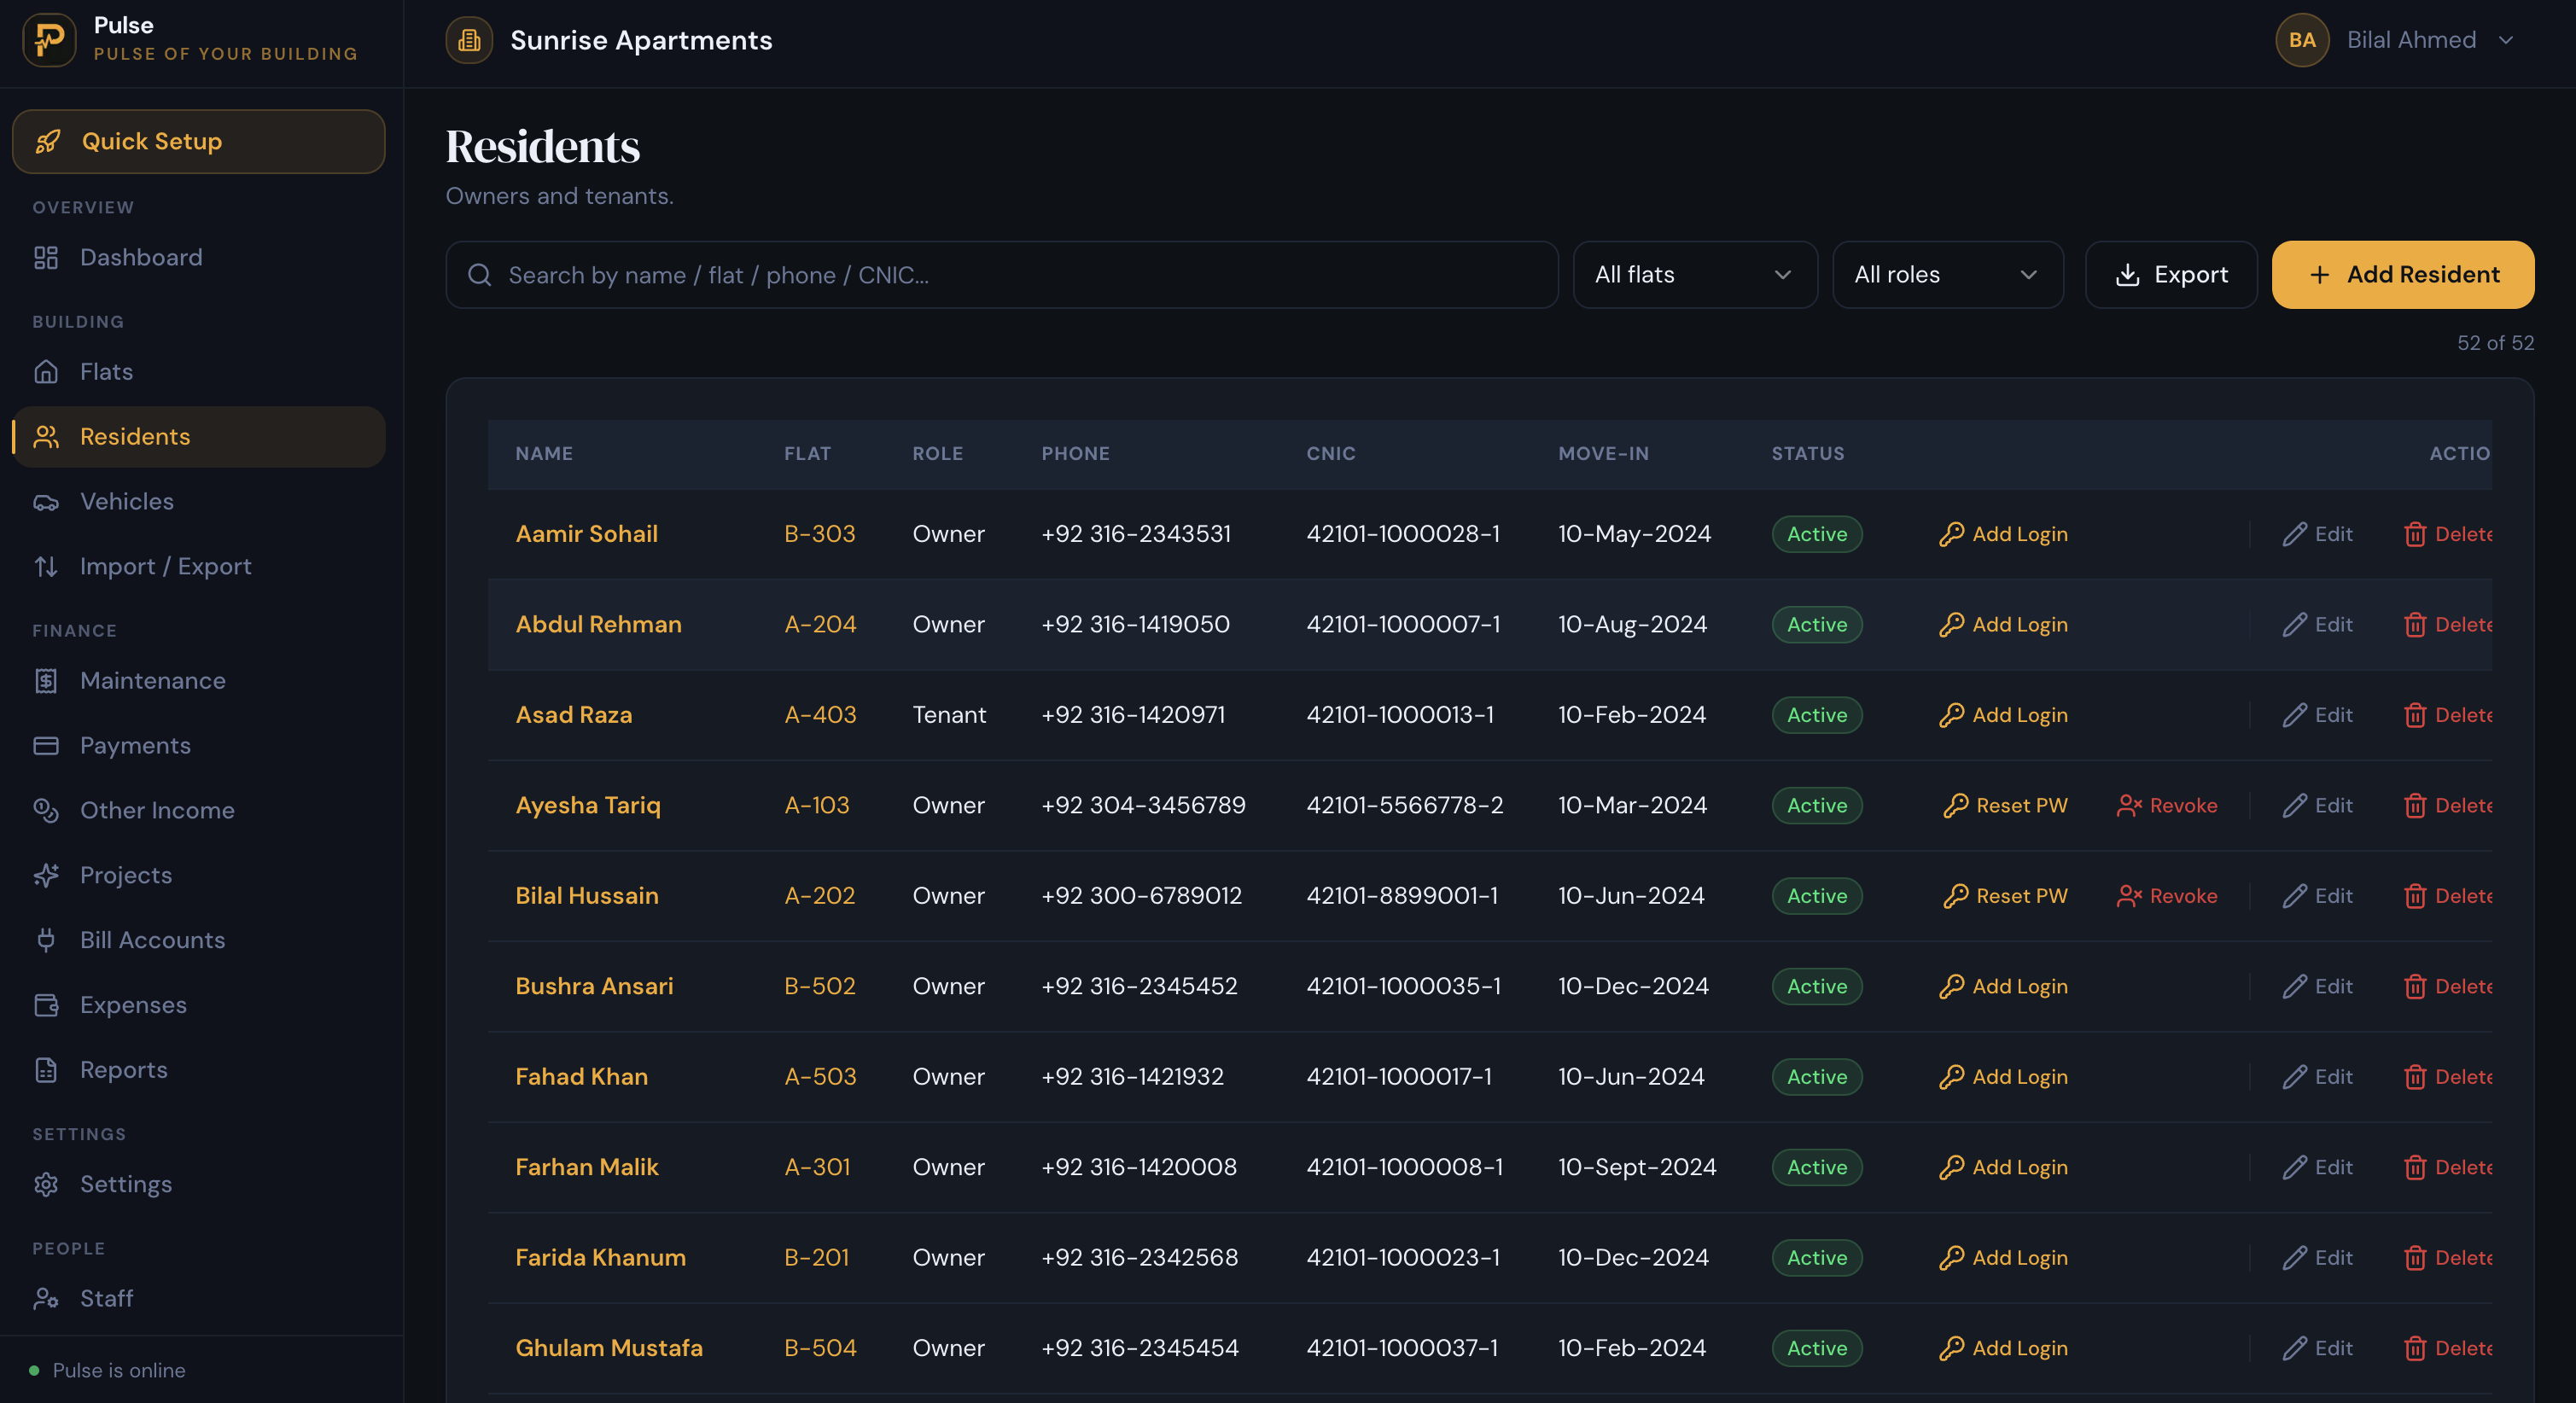 Pulse
PULSE OF YOUR BUILDING
Sunrise Apartments
BA Bilal Ahmed
Quick Setup
OVERVIEW
Dashboard
BUILDING
Flats
Residents
Vehicles
Import / Export
FINANCE
Maintenance
Payments
Other Income
Projects
Bill Accounts
Expenses
Reports
SETTINGS
Settings
PEOPLE
Staff
Pulse is online
Residents
Owners and tenants.
Search by name / flat / phone / CNIC... All flats All roles Export + Add Resident
52 of 52
NAME FLAT ROLE PHONE CNIC MOVE-IN STATUS ACTIO
Aamir Sohail B-303 Owner +92 316-2343531 42101-1000028-1 10-May-2024 Active Add Login Edit Delete
Abdul Rehman A-204 Owner +92 316-1419050 42101-1000007-1 10-Aug-2024 Active Add Login Edit Delete
Asad Raza A-403 Tenant +92 316-1420971 42101-1000013-1 10-Feb-2024 Active Add Login Edit Delete
Ayesha Tariq A-103 Owner +92 304-3456789 42101-5566778-2 10-Mar-2024 Active Reset PW Revoke Edit Delete
Bilal Hussain A-202 Owner +92 300-6789012 42101-8899001-1 10-Jun-2024 Active Reset PW Revoke Edit Delete
Bushra Ansari B-502 Owner +92 316-2345452 42101-1000035-1 10-Dec-2024 Active Add Login Edit Delete
Fahad Khan A-503 Owner +92 316-1421932 42101-1000017-1 10-Jun-2024 Active Add Login Edit Delete
Farhan Malik A-301 Owner +92 316-1420008 42101-1000008-1 10-Sept-2024 Active Add Login Edit Delete
Farida Khanum B-201 Owner +92 316-2342568 42101-1000023-1 10-Dec-2024 Active Add Login Edit Delete
Ghulam Mustafa B-504 Owner +92 316-2345454 42101-1000037-1 10-Feb-2024 Active Add Login Edit Delete